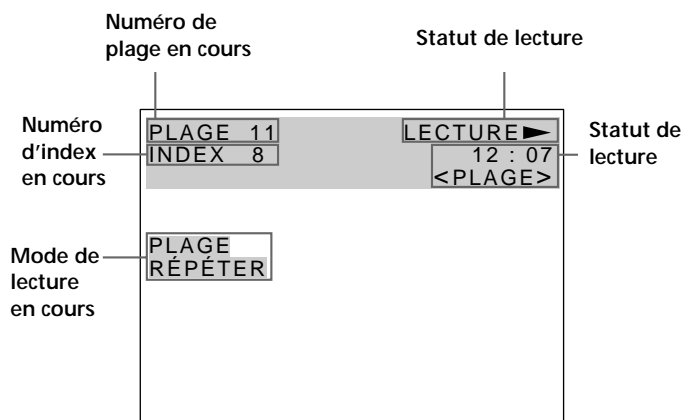 Numéro de
plage en cours
Statut de lecture
Numéro
d'index
en cours
PLAGE 11
INDEX 8
LECTURE►
12 : 07
<PLAGE>
Statut de
lecture
Mode de
lecture
en cours
PLAGE
RÉPÉTER